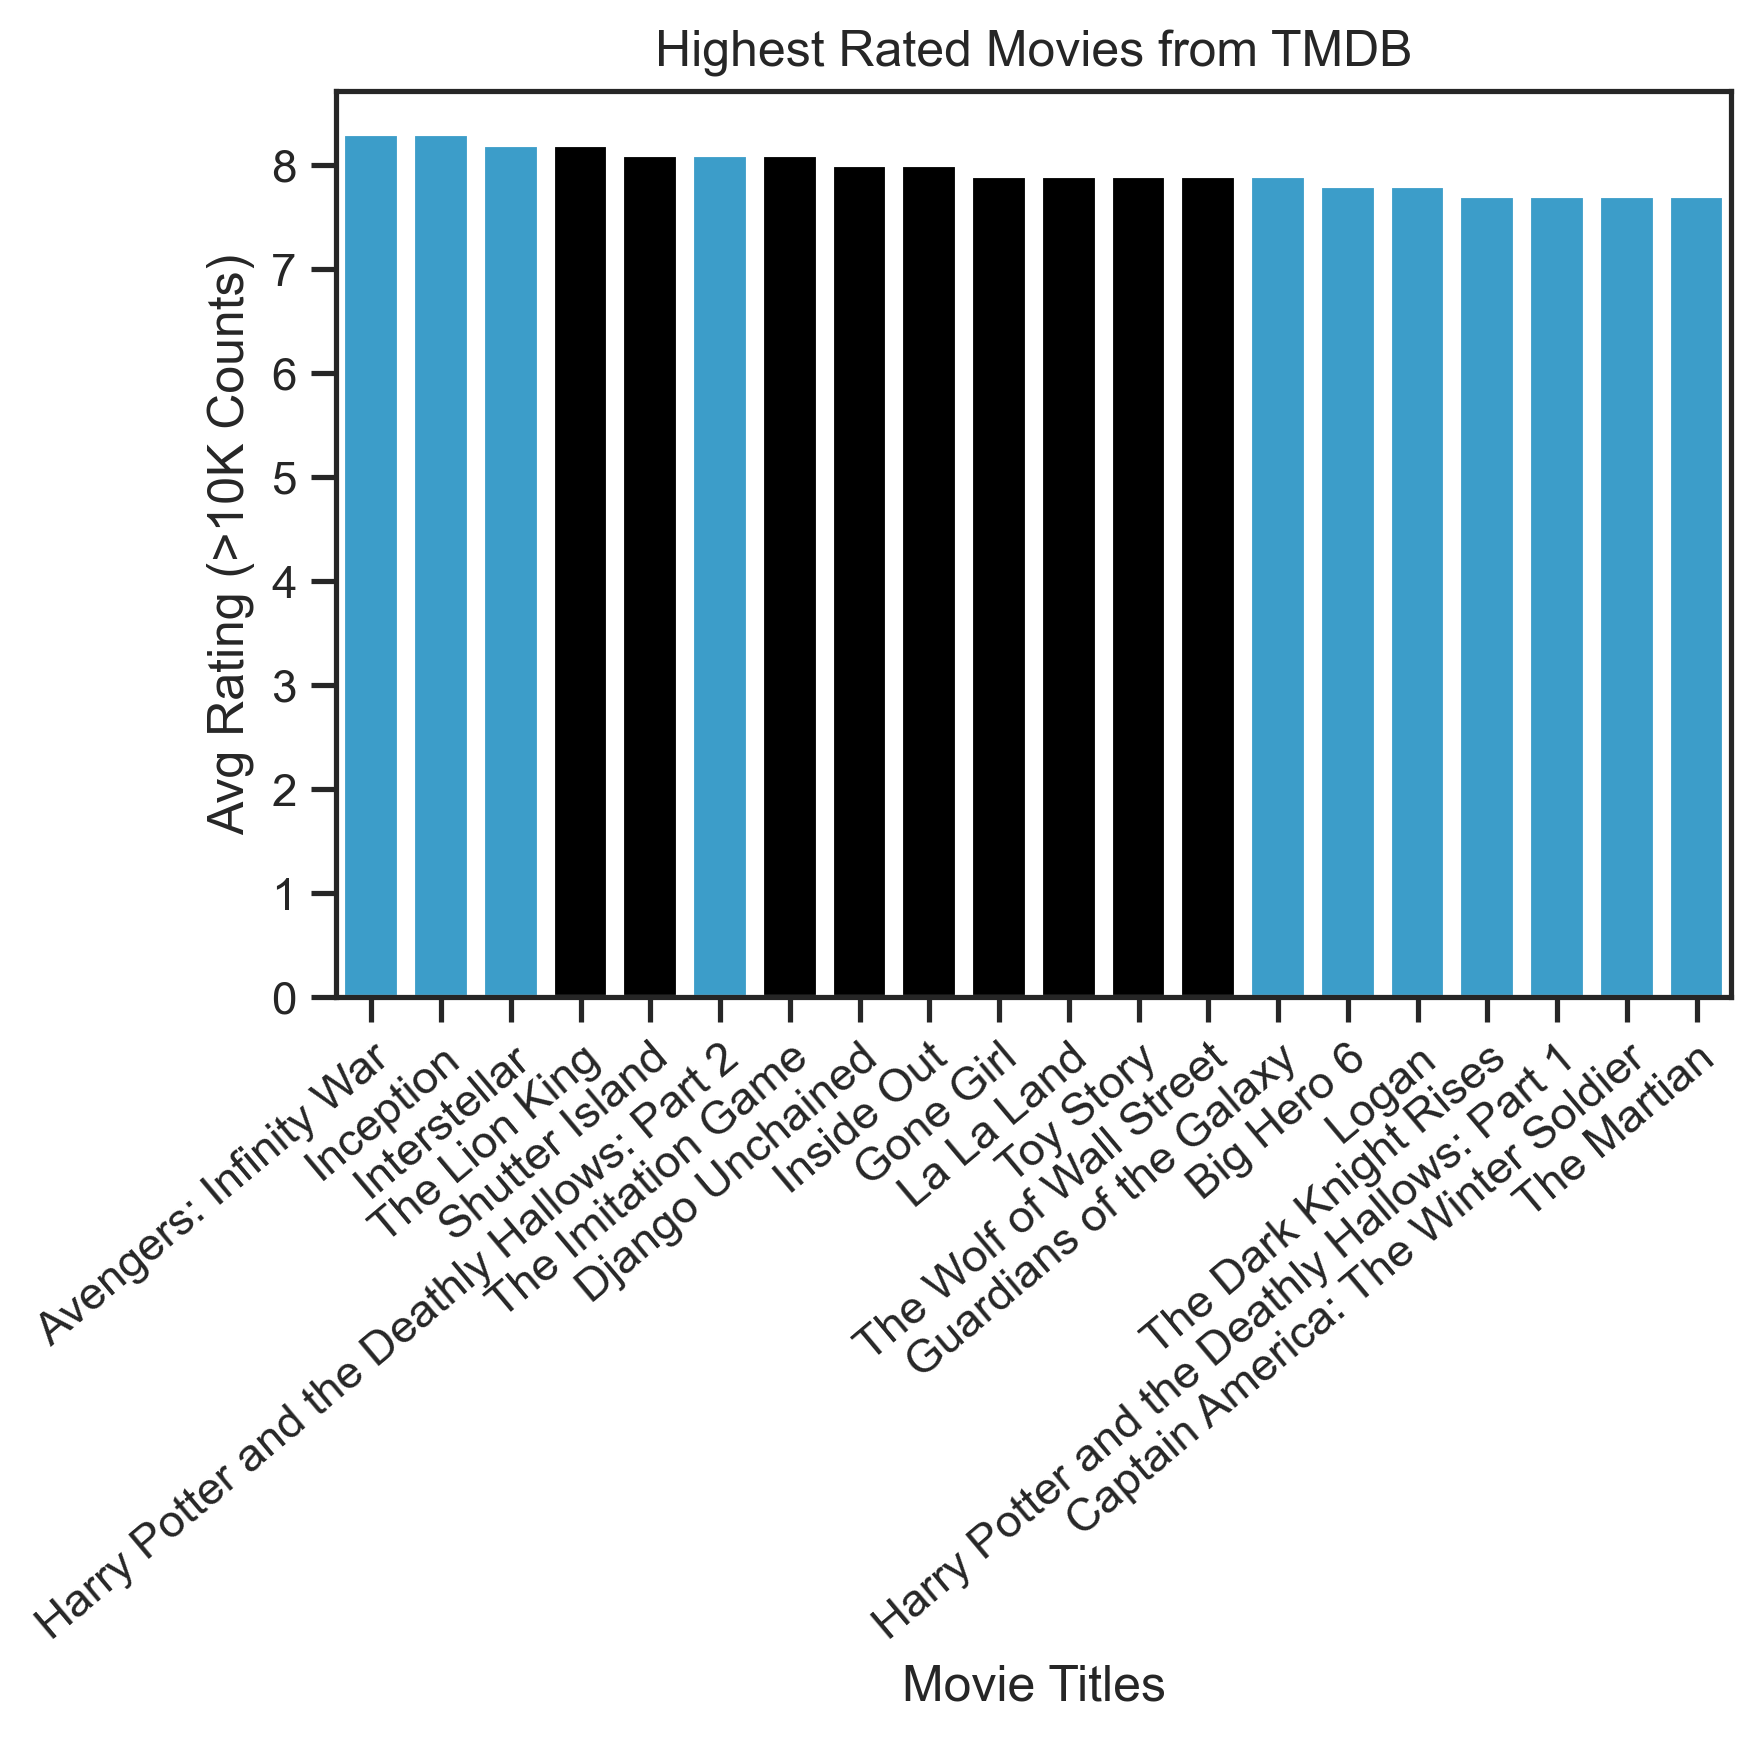 Highest Rated Movies from TMDB
Avg Rating (>10K Counts)
8
7
6
5
4
3
2
1
0
Avengers: Infinity War
Inception
Interstellar
The Lion King
Shutter Island
Harry Potter and the Deathly Hallows: Part 2
The Imitation Game
Django Unchained
Inside Out
Gone Girl
La La Land
Toy Story
The Wolf of Wall Street
Guardians of the Galaxy
Big Hero 6
Logan
The Dark Knight Rises
Harry Potter and the Deathly Hallows: Part 1
Captain America: The Winter Soldier
The Martian
Movie Titles